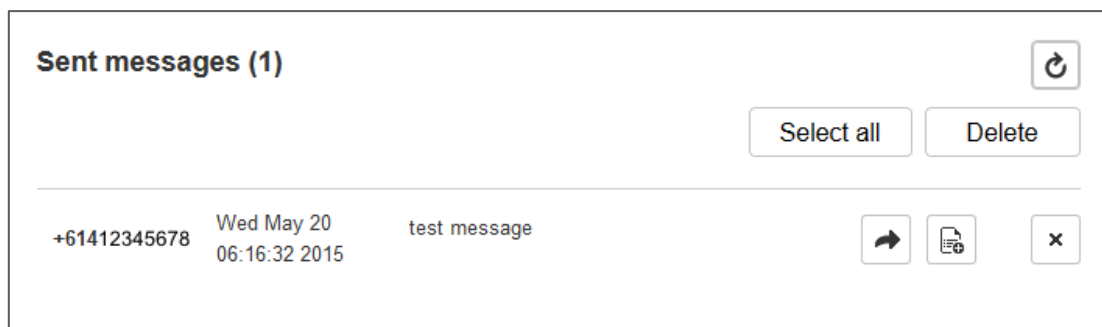 Sent messages (1)
Select all
Delete
+61412345678
Wed May 20
06:16:32 2015
test message